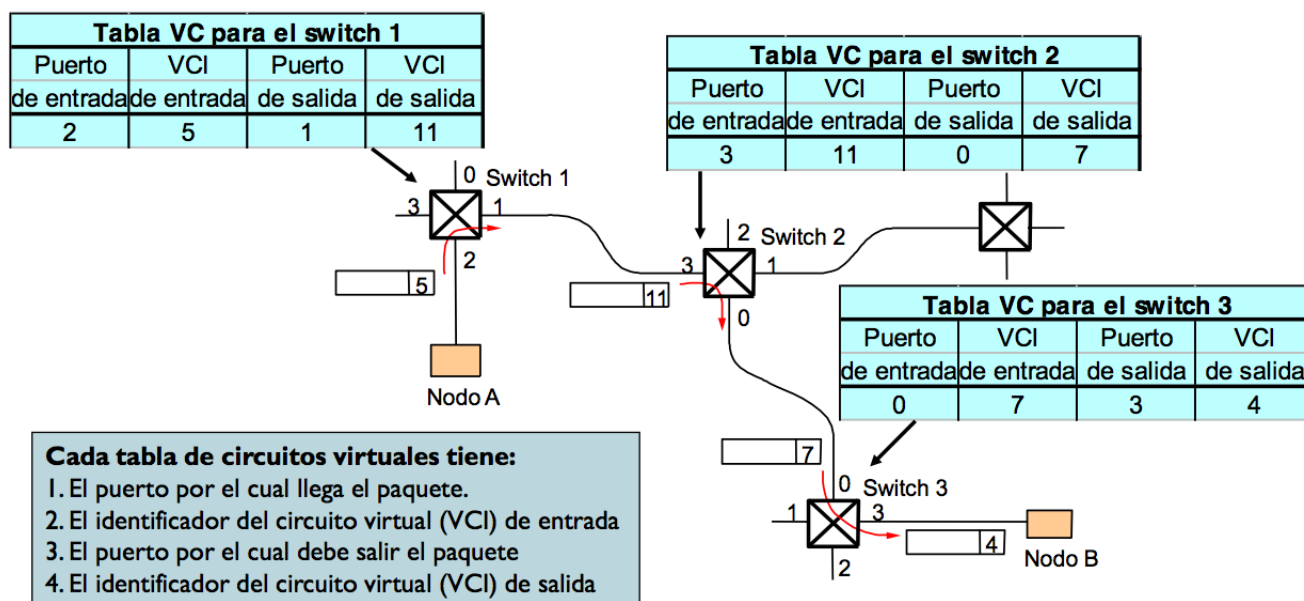 Tabla VC para el switch 1
Puerto VCI Puerto VCI
de entrada de entrada de salida de salida
2 5 1 11
Tabla VC para el switch 2
Puerto VCI Puerto VCI
de entrada de entrada de salida de salida
3 11 0 7
0 Switch 1
3 1
2
5
Nodo A
2 Switch 2
3 1
11
0
Tabla VC para el switch 3
Puerto VCI Puerto VCI
de entrada de entrada de salida de salida
0 7 3 4
7
0 Switch 3
1 3
4
2
Nodo B
Cada tabla de circuitos virtuales tiene:
1. El puerto por el cual llega el paquete.
2. El identificador del circuito virtual (VCI) de entrada
3. El puerto por el cual debe salir el paquete
4. El identificador del circuito virtual (VCI) de salida